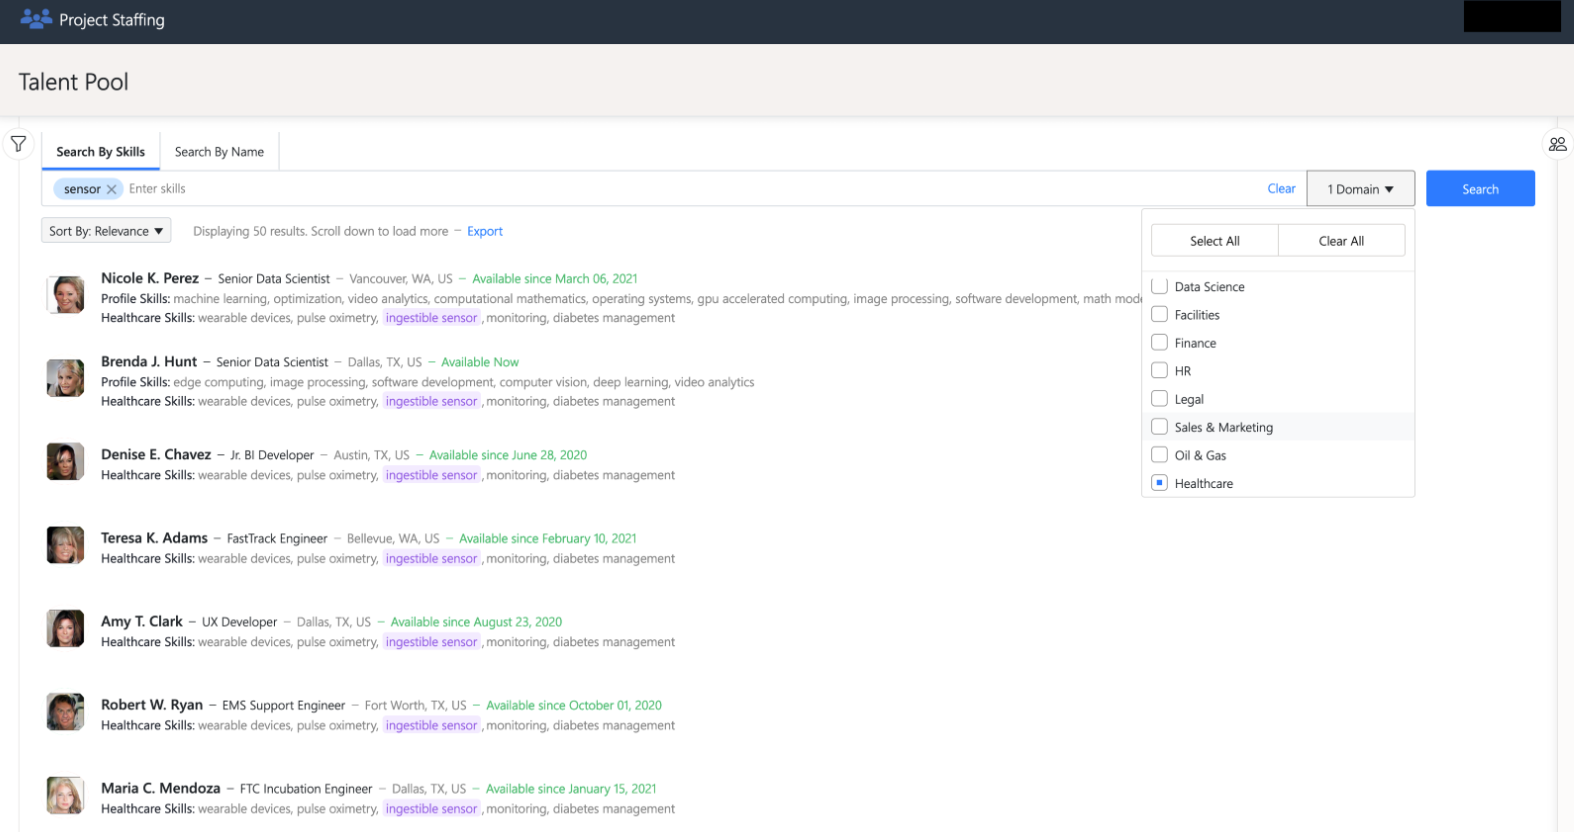 Project Staffing
Talent Pool
Search By Skills
Search By Name
sensor
Enter skills
Clear
1 Domain
Search
Sort By: Relevance
Displaying 50 results. Scroll down to load more – Export
Select All
Clear All
Data Science
Facilities
Finance
HR
Legal
Sales & Marketing
Oil & Gas
Healthcare
Nicole K. Perez – Senior Data Scientist – Vancouver, WA, US – Available since March 06, 2021
Profile Skills: machine learning, optimization, video analytics, computational mathematics, operating systems, gpu accelerated computing, image processing, software development, math
Healthcare Skills: wearable devices, pulse oximetry, ingestible sensor, monitoring, diabetes management
Brenda J. Hunt – Senior Data Scientist – Dallas, TX, US – Available Now
Profile Skills: edge computing, image processing, software development, computer vision, deep learning, video analytics
Healthcare Skills: wearable devices, pulse oximetry, ingestible sensor, monitoring, diabetes management
Denise E. Chavez – Jr. BI Developer – Austin, TX, US – Available since June 28, 2020
Healthcare Skills: wearable devices, pulse oximetry, ingestible sensor, monitoring, diabetes management
Teresa K. Adams – FastTrack Engineer – Bellevue, WA, US – Available since February 10, 2021
Healthcare Skills: wearable devices, pulse oximetry, ingestible sensor, monitoring, diabetes management
Amy T. Clark – UX Developer – Dallas, TX, US – Available since August 23, 2020
Healthcare Skills: wearable devices, pulse oximetry, ingestible sensor, monitoring, diabetes management
Robert W. Ryan – EMS Support Engineer – Fort Worth, TX, US – Available since October 01, 2020
Healthcare Skills: wearable devices, pulse oximetry, ingestible sensor, monitoring, diabetes management
Maria C. Mendoza – FTC Incubation Engineer – Dallas, TX, US – Available since January 15, 2021
Healthcare Skills: wearable devices, pulse oximetry, ingestible sensor, monitoring, diabetes management